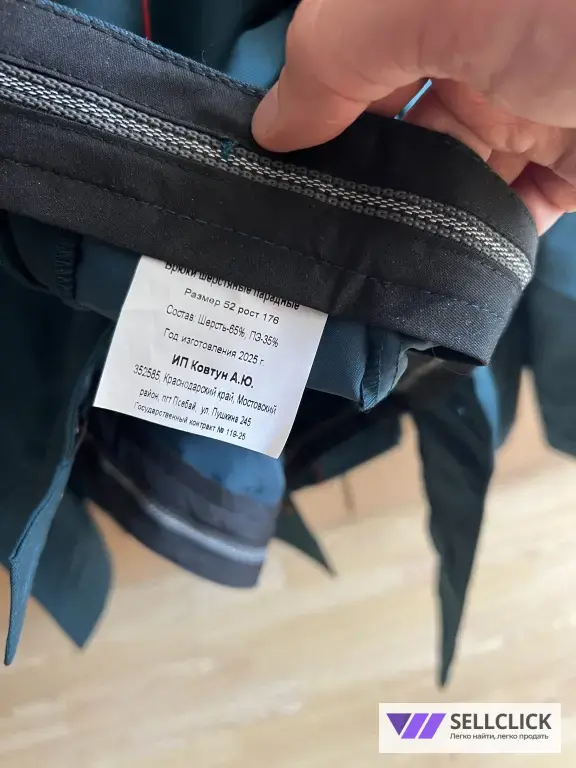 Брюки шерстяные парадные
Размер 52 рост 176
Состав: Шерсть-65%, ПЭ-35%
Год изготовления 2025 г.
ИП Ковтун А.Ю.
352585, Краснодарский край, Мостовский
район, пгт Псебай, ул. Пушкина 245
Государственный контракт № 119-25
SELLCLICK
Легко найти, легко продать